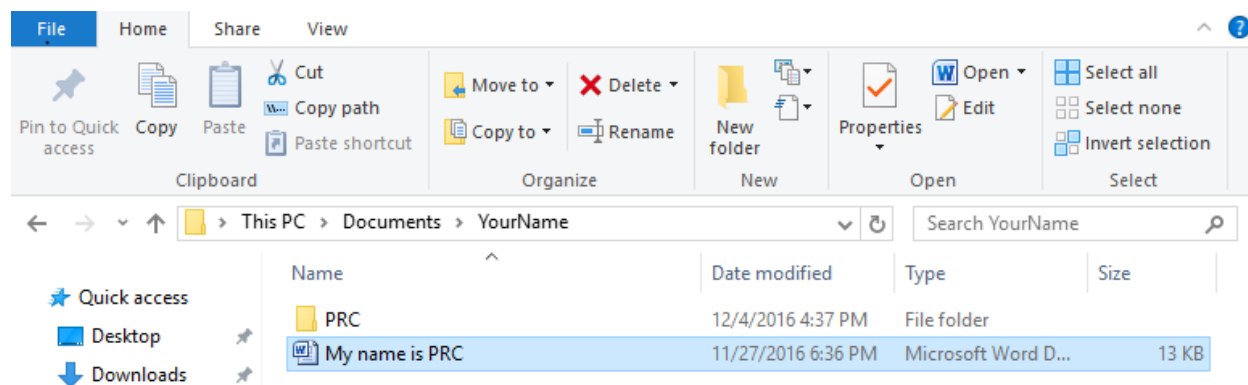 File Home Share View
Pin to Quick access
Copy
Paste
Cut
Copy path
Paste shortcut
Clipboard
Move to
Copy to
Delete
Rename
Organize
New folder
New
Properties
Open
Edit
Open
Select all
Select none
Invert selection
Select
This PC > Documents > YourName
Search YourName
Name Date modified Type Size
Quick access
Desktop
Downloads
PRC 12/4/2016 4:37 PM File folder
My name is PRC 11/27/2016 6:36 PM Microsoft Word D... 13 KB